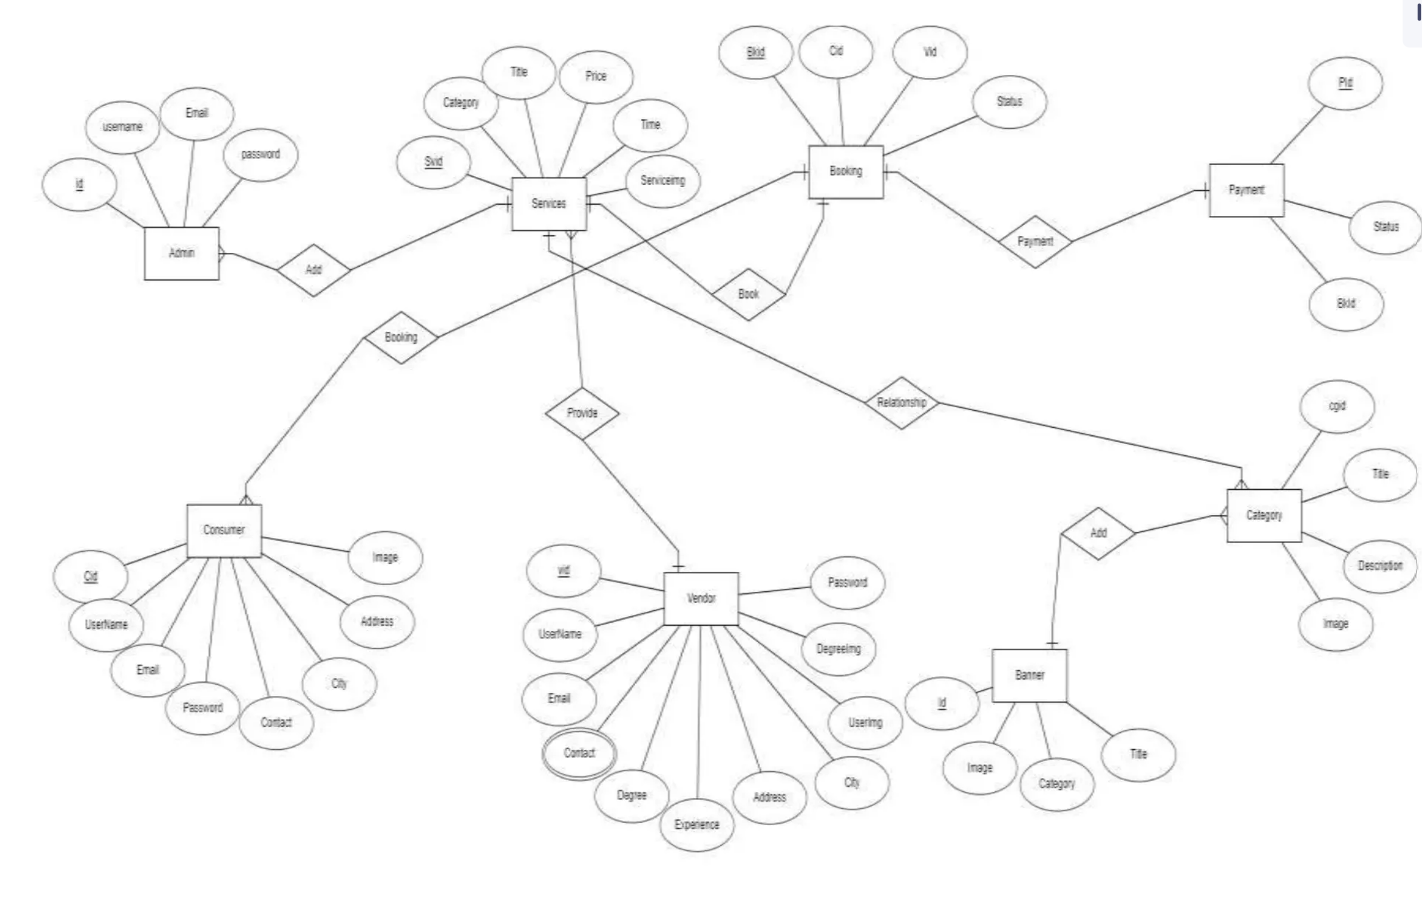 Bkid
Cid
Vid
Status
Booking
Title
Price
Category
Time
Svid
Serviceimg
Services
username
Email
password
Id
Admin
Add
Pid
Payment
Status
Bkid
Payment
Book
Booking
Provide
Relationship
cgid
Title
Category
Description
Image
Add
Consumer
Cid
UserName
Email
Password
Contact
City
Address
Image
Vendor
vid
UserName
Email
Contact
Degree
Experience
Address
City
UserImg
DegreeImg
Password
Banner
Id
Image
Category
Title